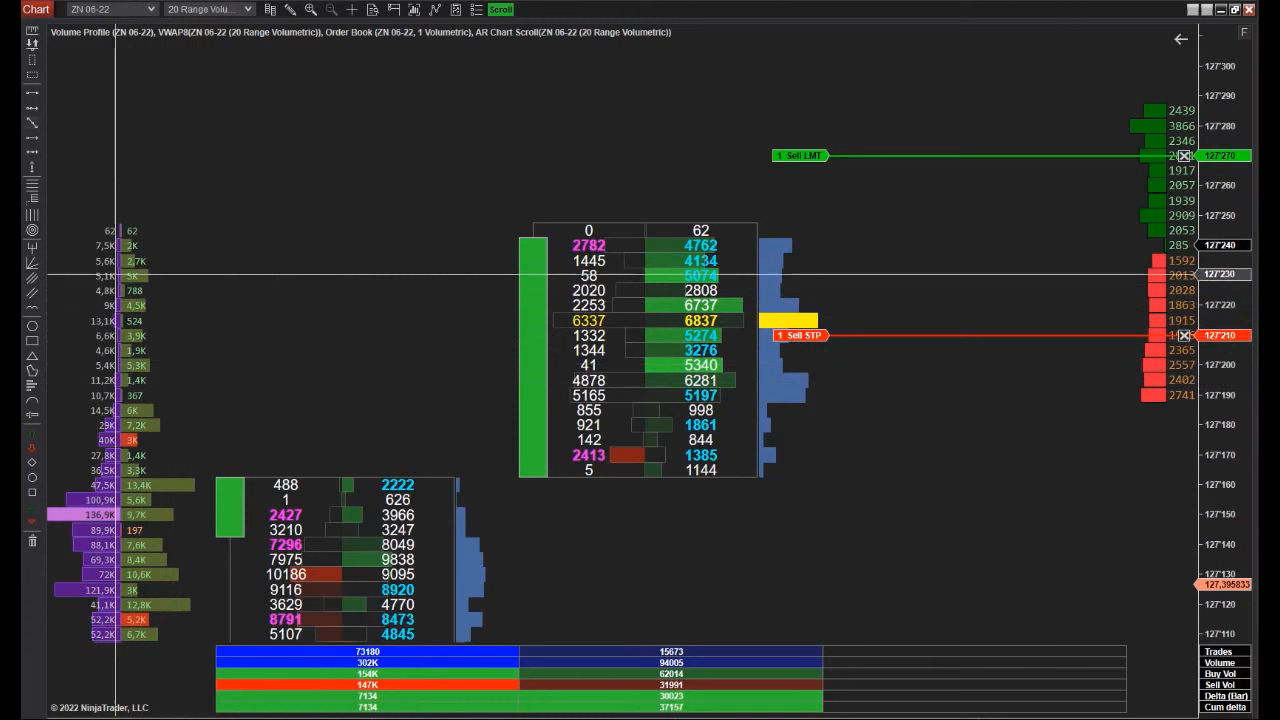 Chart ZN 06-22 20 Range Volu... Scroll
Volume Profile (ZN 06-22), VWAP8(ZN 06-22 (20 Range Volumetric)), Order Book (ZN 06-22, 1 Volumetric), AR Chart Scroll(ZN 06-22 (20 Range Volumetric))
F
127'300
127'290
2439
3866 127'280
2346
1 Sell LMT 127'270
1917
2057 127'260
1939
2909 127'250
62 62 0 62 2053
7,5K 2K 2782 4762 285 127'240
5,6K 2,7K 1445 4134 1592
5,1K 5K 58 5074 2013 127'230
4,8K 788 2020 2808 2028
9K 4,5K 2253 6737 1863 127'220
13,1K 524 6337 6837 1915
6,6K 3,9K 1332 5274 1 Sell STP 127'210
4,6K 1,9K 1344 3276 2365
5,4K 5,3K 41 5340 2557 127'200
11,2K 1,4K 4878 6281 2402
10,7K 367 5165 5197 2741 127'190
14,5K 6K 855 998
29K 7,2K 921 1861 127'180
40K 3K 142 844
27,8K 1,4K 2413 1385 127'170
36,5K 3,3K 5 1144
47,5K 13,4K 488 2222 127'160
100,9K 5,6K 1 626
136,9K 9,7K 2427 3966 127'150
89,9K 197 3210 3247
88,1K 7,6K 7296 8049 127'140
69,3K 8,4K 7975 9838
72K 10,6K 10186 9095 127'130
121,9K 3K 9116 8920 127,395833
41,1K 12,8K 3629 4770 127'120
52,2K 5,2K 8791 8473
52,2K 6,7K 5107 4845 127'110
73180 15673 Trades
302K 94005 Volume
154K 62014 Buy Vol
147K 31991 Sell Vol
7134 30023 Delta (Bar)
7134 37157 Cum delta
© 2022 NinjaTrader, LLC